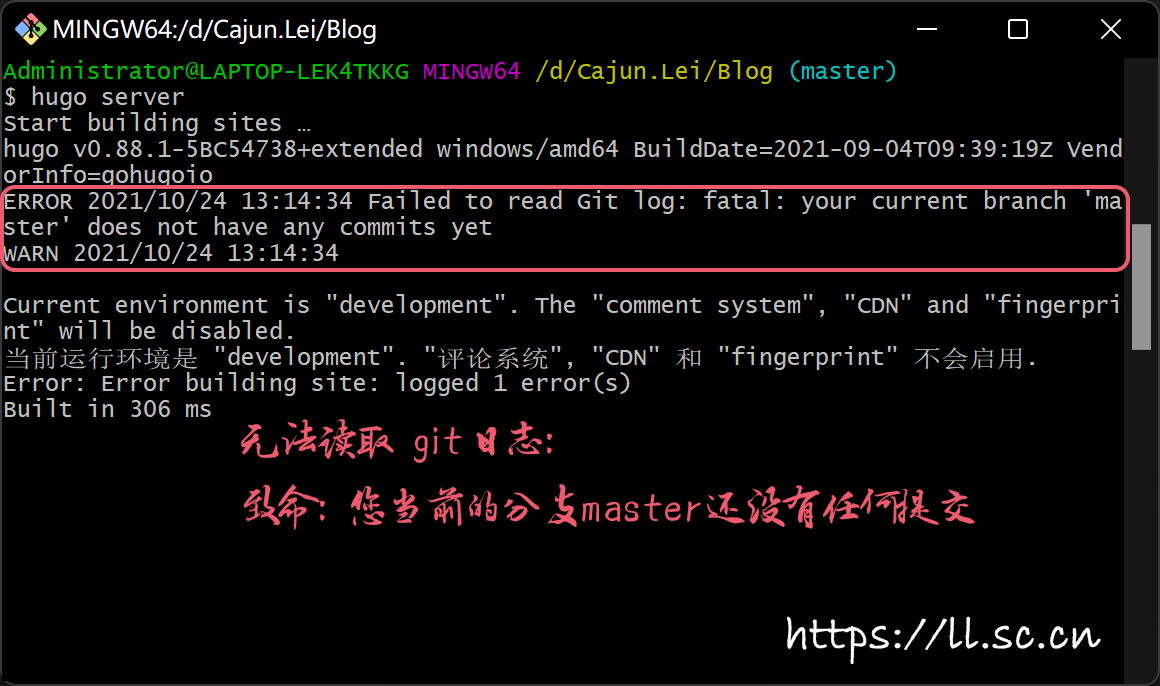 MINGW64:/d/Cajun.Lei/Blog
Administrator@LAPTOP-LEK4TKKG MINGW64 /d/Cajun.Lei/Blog (master)
$ hugo server
Start building sites …
hugo v0.88.1-5BC54738+extended windows/amd64 BuildDate=2021-09-04T09:39:19Z Vend
orInfo=gohugoio
ERROR 2021/10/24 13:14:34 Failed to read Git log: fatal: your current branch 'ma
ster' does not have any commits yet
WARN 2021/10/24 13:14:34
Current environment is "development". The "comment system", "CDN" and "fingerpri
nt" will be disabled.
当前运行环境是 "development". "评论系统", "CDN" 和 "fingerprint" 不会启用.
Error: Error building site: logged 1 error(s)
Built in 306 ms
无法读取 git日志:
致命: 您当前的分支master还没有任何提交
https://ll.sc.cn